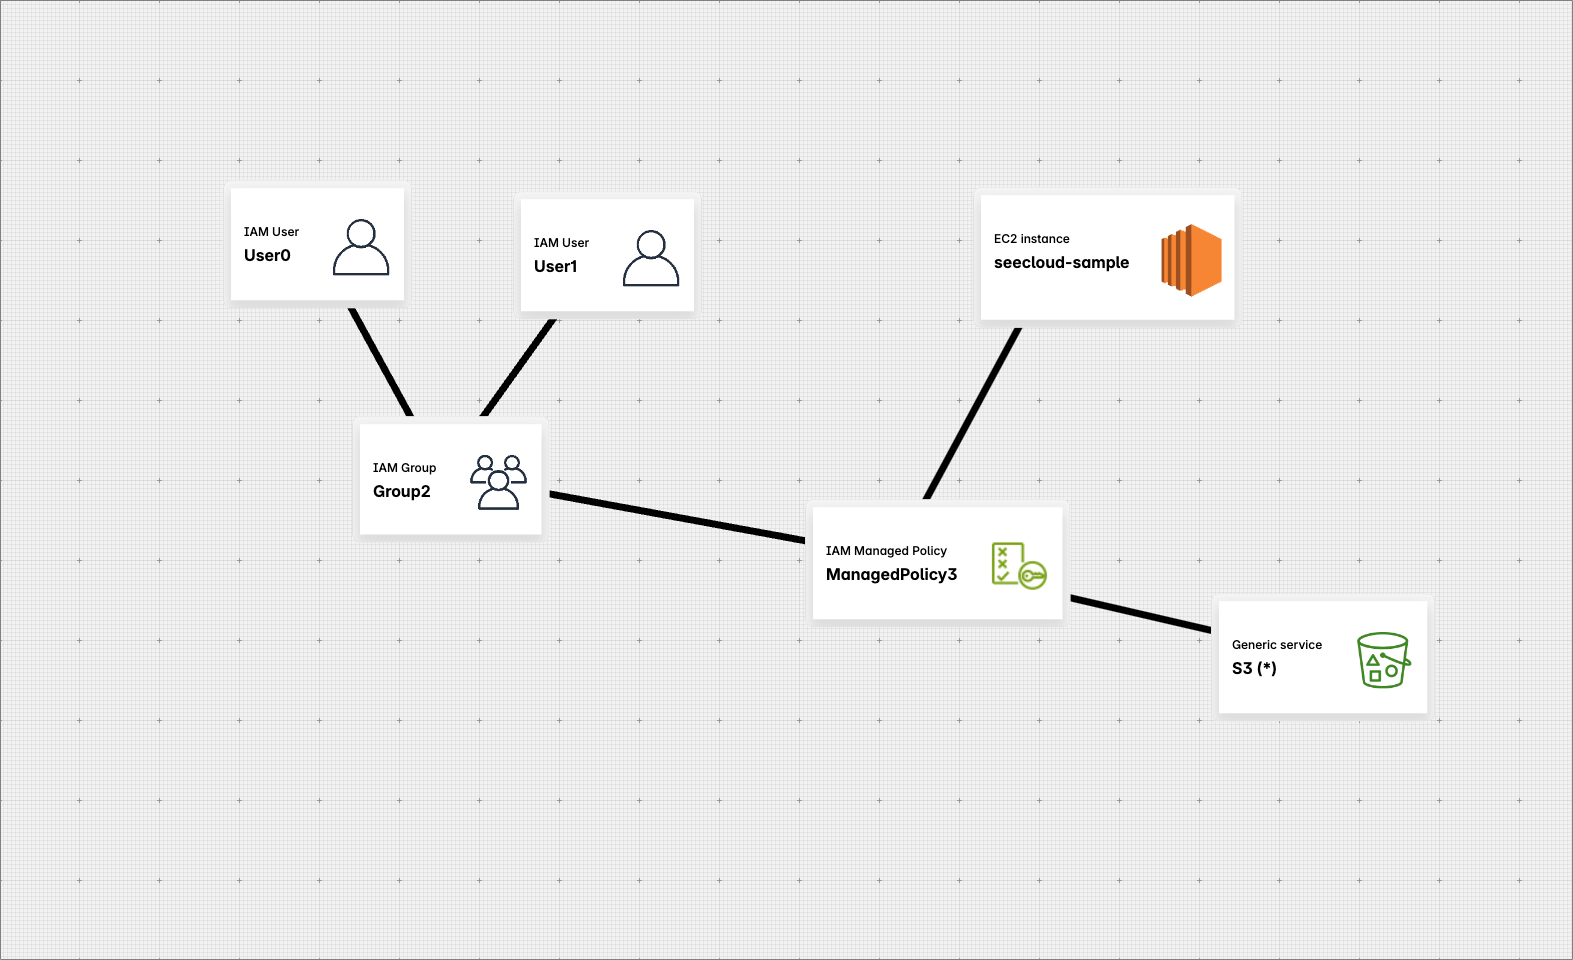 IAM User
User0
IAM User
User1
EC2 instance
seecloud-sample
IAM Group
Group2
IAM Managed Policy
ManagedPolicy3
Generic service
S3 (*)